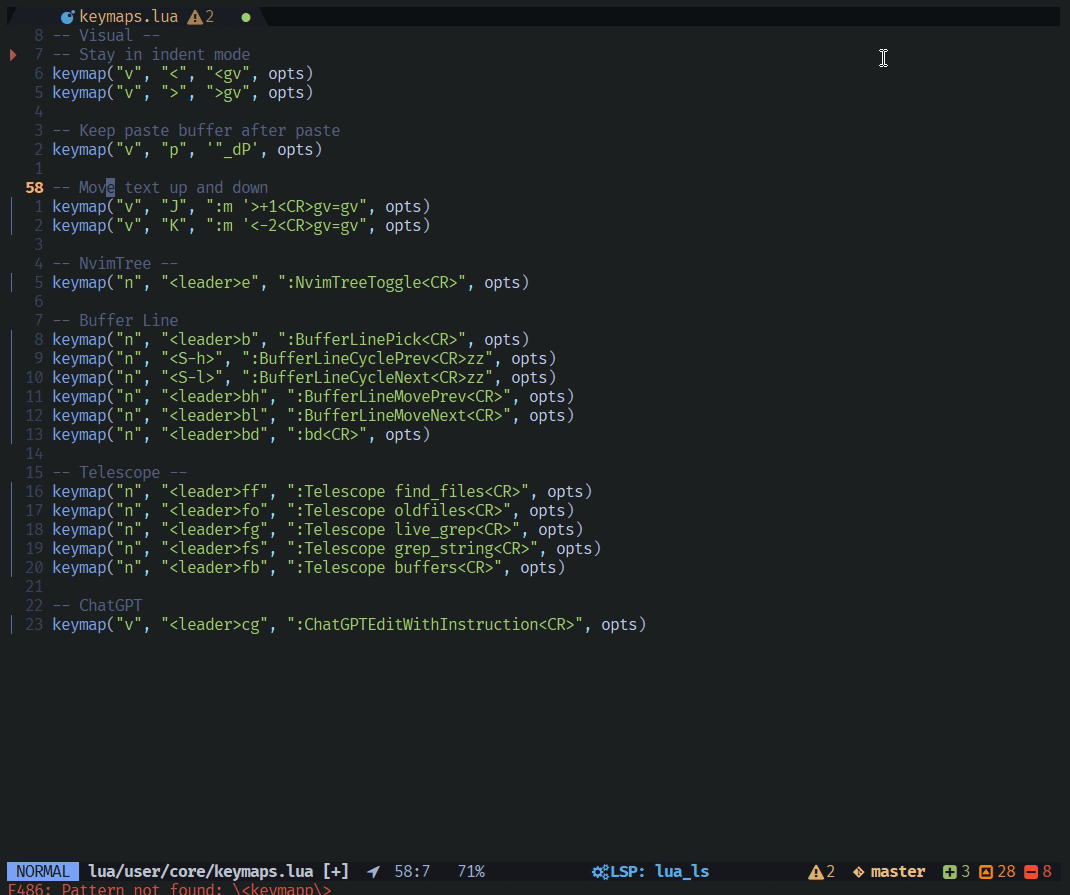 keymaps.lua 2
8 -- Visual --
7 -- Stay in indent mode
6 keymap("v", "<", "<gv", opts)
5 keymap("v", ">", ">gv", opts)
4
3 -- Keep paste buffer after paste
2 keymap("v", "p", '"_dP', opts)
1
58 -- Move text up and down
1 keymap("v", "J", ":m '>+1<CR>gv=gv", opts)
2 keymap("v", "K", ":m '<-2<CR>gv=gv", opts)
3
4 -- NvimTree --
5 keymap("n", "<leader>e", ":NvimTreeToggle<CR>", opts)
6
7 -- Buffer Line
8 keymap("n", "<leader>b", ":BufferLinePick<CR>", opts)
9 keymap("n", "<S-h>", ":BufferLineCyclePrev<CR>zz", opts)
10 keymap("n", "<S-l>", ":BufferLineCycleNext<CR>zz", opts)
11 keymap("n", "<leader>bh", ":BufferLineMovePrev<CR>", opts)
12 keymap("n", "<leader>bl", ":BufferLineMoveNext<CR>", opts)
13 keymap("n", "<leader>bd", ":bd<CR>", opts)
14
15 -- Telescope --
16 keymap("n", "<leader>ff", ":Telescope find_files<CR>", opts)
17 keymap("n", "<leader>fo", ":Telescope oldfiles<CR>", opts)
18 keymap("n", "<leader>fg", ":Telescope live_grep<CR>", opts)
19 keymap("n", "<leader>fs", ":Telescope grep_string<CR>", opts)
20 keymap("n", "<leader>fb", ":Telescope buffers<CR>", opts)
21
22 -- ChatGPT
23 keymap("v", "<leader>cg", ":ChatGPTEditWithInstruction<CR>", opts)
NORMAL lua/user/core/keymaps.lua [+] 58:7 71% LSP: lua_ls 2 master 3 28 8
E486: Pattern not found: \<keymapp\>